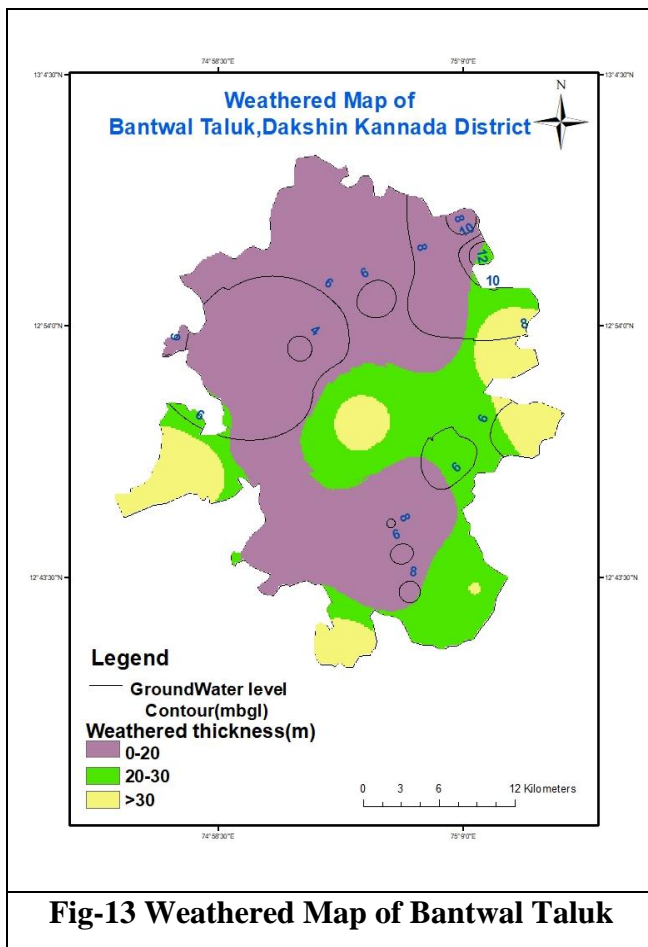 74°58'30"E
75°9'0"E
13°4'30"N
13°4'30"N
Weathered Map of
Bantwal Taluk,Dakshin Kannada District
N
8
10
12
8
10
6
6
8
4
12°54'0"N
12°54'0"N
6
6
6
6
8
6
8
12°43'30"N
12°43'30"N
Legend
GroundWater level
Contour(mbgl)
Weathered thickness(m)
0-20
20-30
>30
0 3 6 12 Kilometers
74°58'30"E
75°9'0"E
Fig-13 Weathered Map of Bantwal Taluk